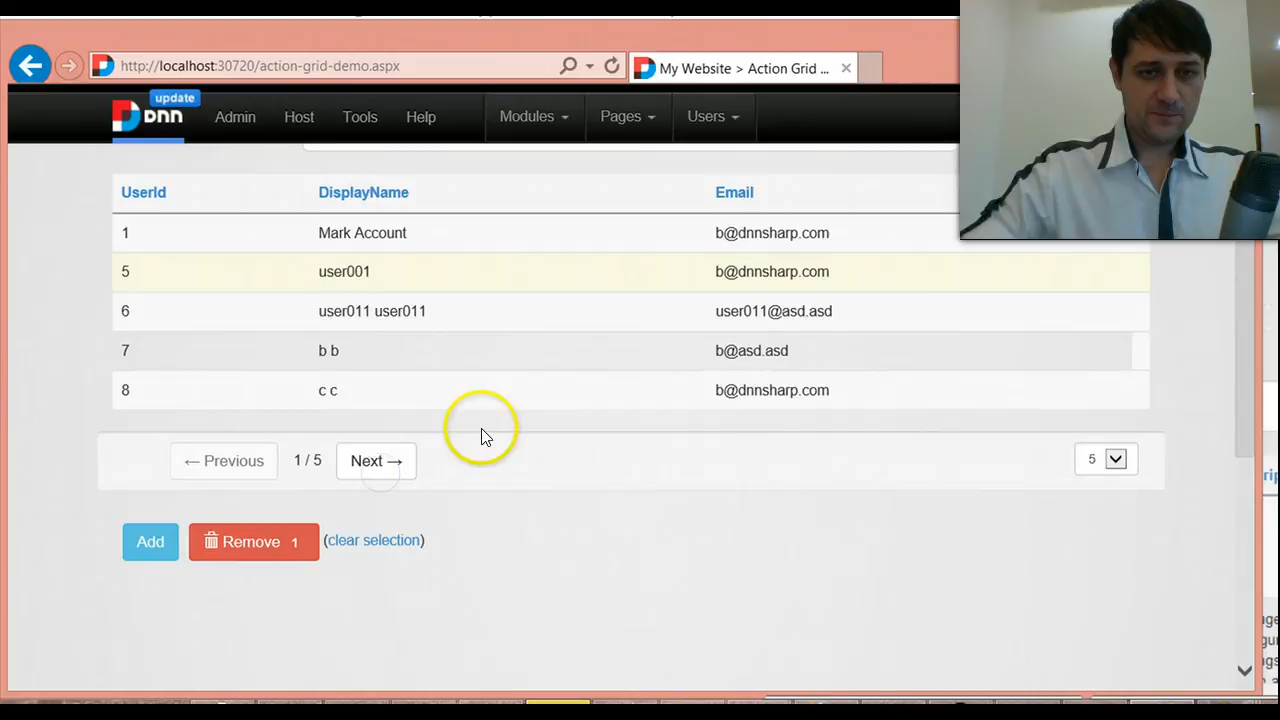 http://localhost:30720/action-grid-demo.aspx
My Website > Action Grid ...
update
DNN
Admin
Host
Tools
Help
Modules
Pages
Users
UserId DisplayName Email
1 Mark Account b@dnnsharp.com
5 user001 b@dnnsharp.com
6 user011 user011 user011@asd.asd
7 b b b@asd.asd
8 c c b@dnnsharp.com
← Previous 1 / 5 Next → 5
Add Remove 1 (clear selection)